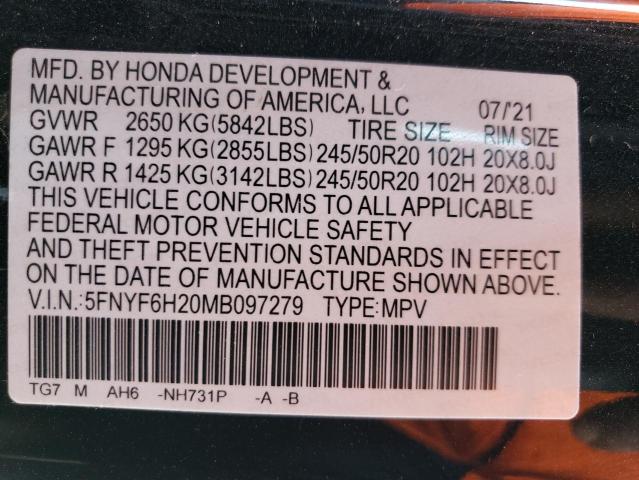 MFD. BY HONDA DEVELOPMENT &
MANUFACTURING OF AMERICA, LLC 07/'21
GVWR 2650 KG(5842LBS) TIRE SIZE RIM SIZE
GAWR F 1295 KG(2855LBS) 245/50R20 102H 20X8.0J
GAWR R 1425 KG(3142LBS) 245/50R20 102H 20X8.0J
THIS VEHICLE CONFORMS TO ALL APPLICABLE
FEDERAL MOTOR VEHICLE SAFETY
AND THEFT PREVENTION STANDARDS IN EFFECT
ON THE DATE OF MANUFACTURE SHOWN ABOVE.
V.I.N.:5FNYF6H20MB097279 TYPE:MPV
TG7 M AH6 -NH731P -A -B